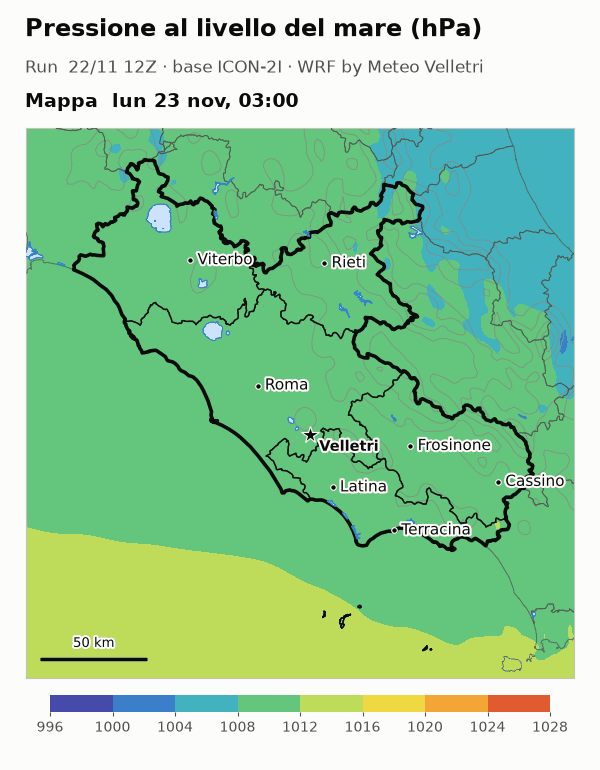 Pressione al livello del mare (hPa)
Run  22/11 12Z · base ICON-2I · WRF by Meteo Velletri
Mappa  lun 23 nov, 03:00
Viterbo
Rieti
Roma
Velletri
Frosinone
Latina
Cassino
Terracina
50 km
996 1000 1004 1008 1012 1016 1020 1024 1028